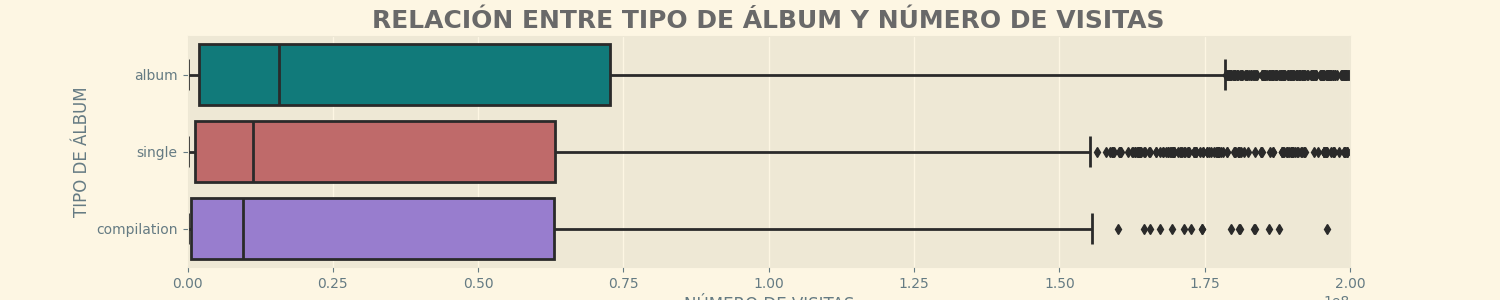 RELACIÓN ENTRE TIPO DE ÁLBUM Y NÚMERO DE VISITAS
TIPO DE ÁLBUM
album
single
compilation
0.00 0.25 0.50 0.75 1.00 1.25 1.50 1.75 2.00
NÚMERO DE VISITAS
1e8